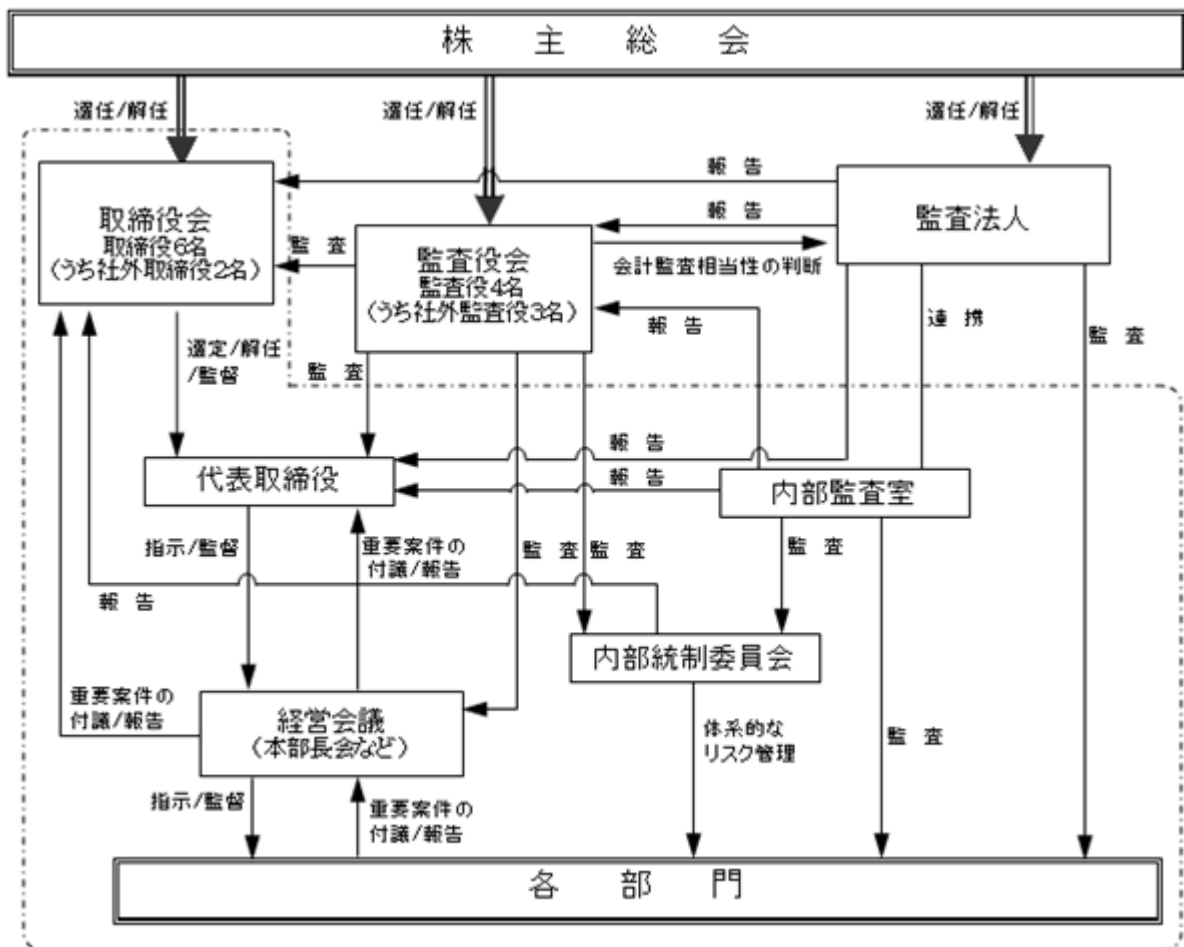 株主総会
選任/解任
選任/解任
選任/解任
報告
取締役会
取締役6名
(うち社外取締役2名)
監査
監査役会
監査役4名
(うち社外監査役3名)
報告
会計監査相当性の判断
監査法人
報告
連携
監査
選定/解任
/監督
監査
報告
代表取締役
報告
内部監査室
指示/監督
重要案件の
付議/報告
監査
監査
監査
報告
内部統制委員会
重要案件の
付議/報告
経営会議
(本部長会など)
体系的な
リスク管理
監査
指示/監督
重要案件の
付議/報告
各部門